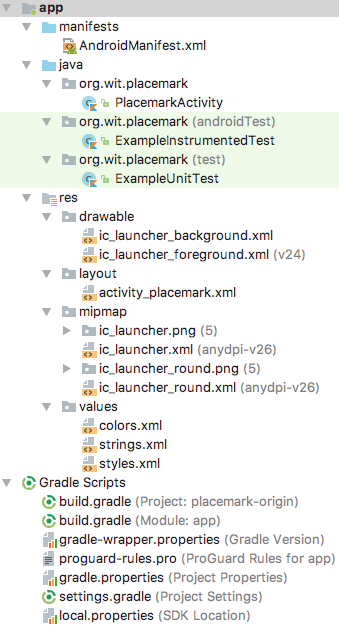 app
manifests
AndroidManifest.xml
java
org.wit.placemark
PlacemarkActivity
org.wit.placemark (androidTest)
ExampleInstrumentedTest
org.wit.placemark (test)
ExampleUnitTest
res
drawable
ic_launcher_background.xml
ic_launcher_foreground.xml (v24)
layout
activity_placemark.xml
mipmap
ic_launcher.png (5)
ic_launcher.xml (anydpi-v26)
ic_launcher_round.png (5)
ic_launcher_round.xml (anydpi-v26)
values
colors.xml
strings.xml
styles.xml
Gradle Scripts
build.gradle (Project: placemark-origin)
build.gradle (Module: app)
gradle-wrapper.properties (Gradle Version)
proguard-rules.pro (ProGuard Rules for app)
gradle.properties (Project Properties)
settings.gradle (Project Settings)
local.properties (SDK Location)